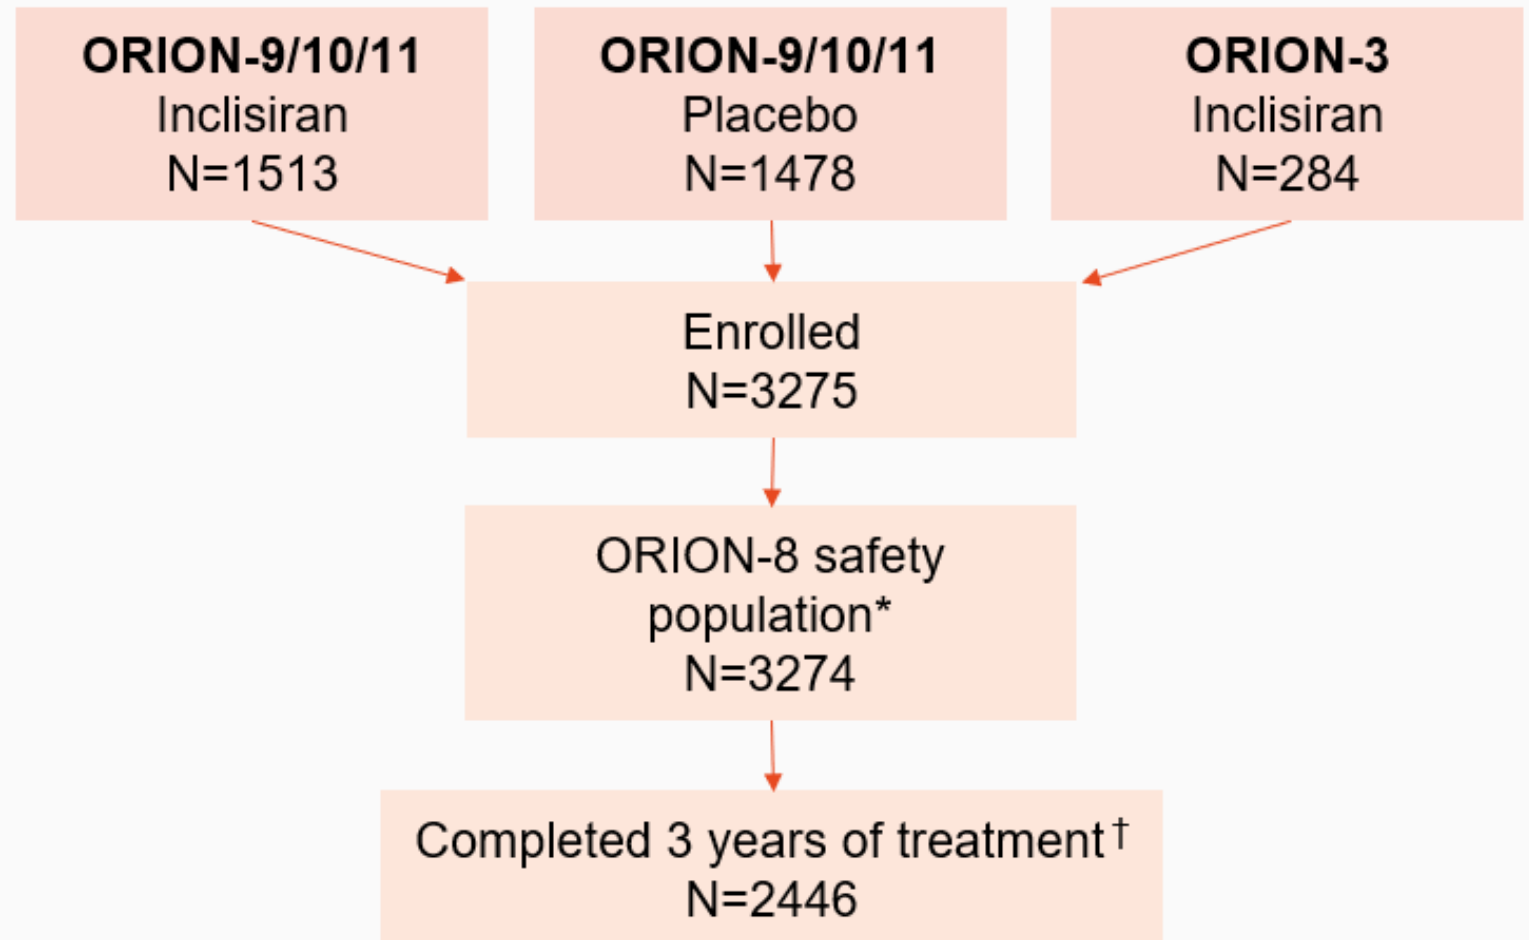 ORION-9/10/11
Inclisiran
N=1513
ORION-9/10/11
Placebo
N=1478
ORION-3
Inclisiran
N=284
Enrolled
N=3275
ORION-8 safety
population*
N=3274
Completed 3 years of treatment†
N=2446